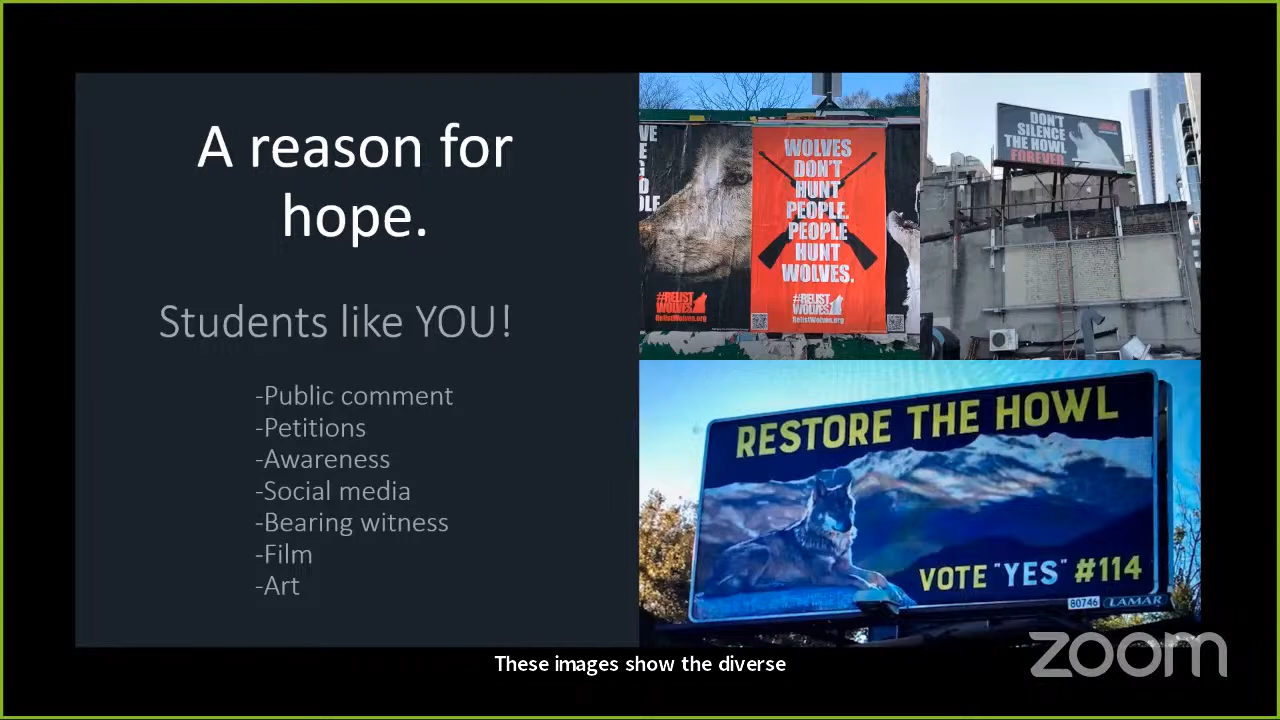 A reason for
hope.
Students like YOU!
-Public comment
-Petitions
-Awareness
-Social media
-Bearing witness
-Film
-Art
WOLVES
DON'T
HUNT
PEOPLE.
PEOPLE
HUNT
WOLVES.
#RELIST
WOLVES
RelistWolves.org
#RELIST
WOLVES
RelistWolves.org
DON'T
SILENCE
THE HOWL
FOREVER
RESTORE THE HOWL
VOTE "YES" #114
80746 LAMAR
zoom
These images show the diverse